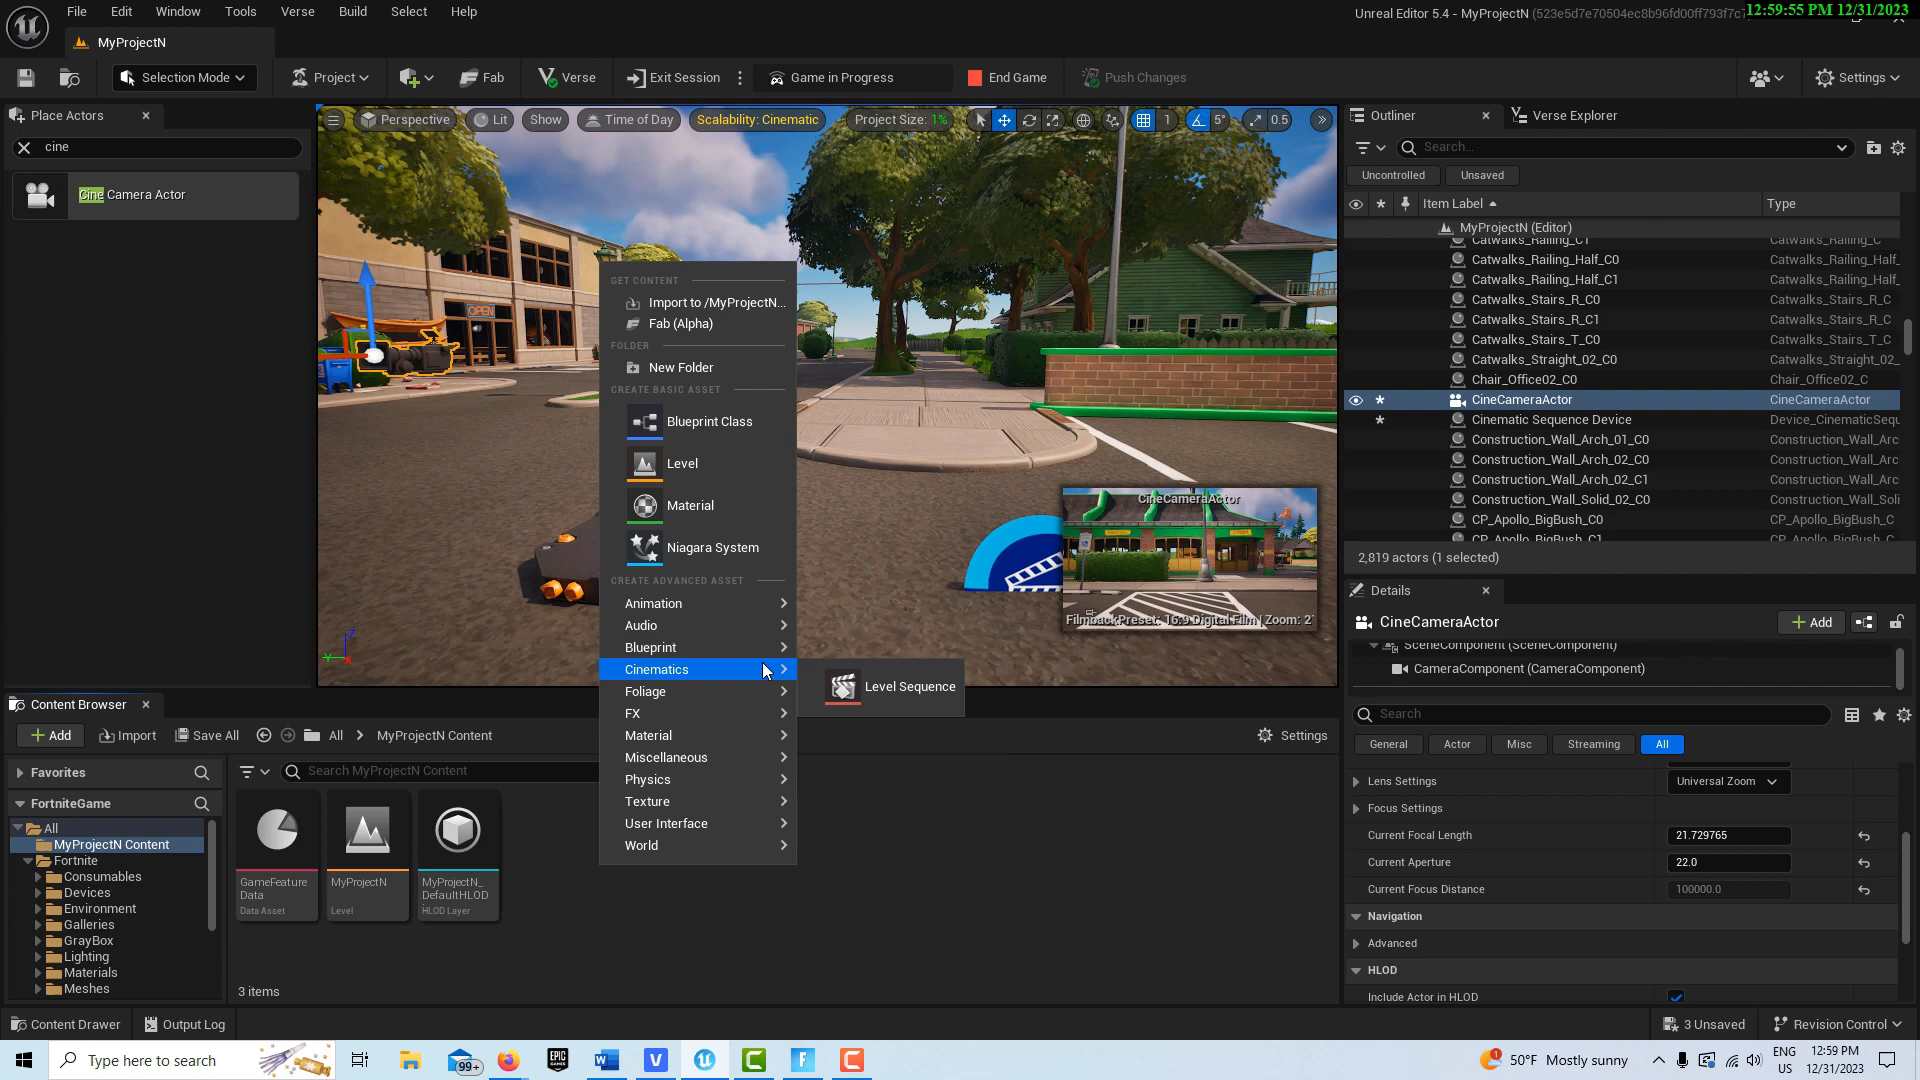 File Edit Window Tools Verse Build Select Help
Unreal Editor 5.4 - MyProjectN
12:59:55 PM 12/31/2023
MyProjectN
Selection Mode
Project
Fab
Verse
Exit Session
Game in Progress
End Game
Push Changes
Settings
Place Actors
cine
Cine Camera Actor
Perspective
Lit
Show
Time of Day
Scalability: Cinematic
Project Size: 1%
1
5°
0.5
OPEN
GET CONTENT
Import to /MyProjectN...
Fab (Alpha)
FOLDER
New Folder
CREATE BASIC ASSET
Blueprint Class
Level
Material
Niagara System
CREATE ADVANCED ASSET
Animation
Audio
Blueprint
Cinematics
Foliage
FX
Material
Miscellaneous
Physics
Texture
User Interface
World
Level Sequence
CineCameraActor
FilmbackPreset: 16:9 Digital Film | Zoom: 2
Z
Y
X
Outliner
Verse Explorer
Search...
Uncontrolled
Unsaved
Item Label
Type
MyProjectN (Editor)
Catwalks_Railing_C1 Catwalks_Railing_C
Catwalks_Railing_Half_C0 Catwalks_Railing_Half_
Catwalks_Railing_Half_C1 Catwalks_Railing_Half_
Catwalks_Stairs_R_C0 Catwalks_Stairs_R_C
Catwalks_Stairs_R_C1 Catwalks_Stairs_R_C
Catwalks_Stairs_T_C0 Catwalks_Stairs_T_C
Catwalks_Straight_02_C0 Catwalks_Straight_02_
Chair_Office02_C0 Chair_Office02_C
CineCameraActor CineCameraActor
Cinematic Sequence Device Device_CinematicSequ
Construction_Wall_Arch_01_C0 Construction_Wall_Arc
Construction_Wall_Arch_02_C0 Construction_Wall_Arc
Construction_Wall_Arch_02_C1 Construction_Wall_Arc
Construction_Wall_Solid_02_C0 Construction_Wall_Soli
CP_Apollo_BigBush_C0 CP_Apollo_BigBush_C
CP_Apollo_BigBush_C1 CP_Apollo_BigBush_C
2,819 actors (1 selected)
Details
CineCameraActor
Add
SceneComponent (SceneComponent)
CameraComponent (CameraComponent)
Search
General
Actor
Misc
Streaming
All
Lens Settings Universal Zoom
Focus Settings
Current Focal Length 21.729765
Current Aperture 22.0
Current Focus Distance 100000.0
Navigation
Advanced
HLOD
Include Actor in HLOD
Content Browser
Add
Import
Save All
All
MyProjectN Content
Settings
Favorites
Search MyProjectN Content
FortniteGame
All
MyProjectN Content
Fortnite
Consumables
Devices
Environment
Galleries
GrayBox
Lighting
Materials
Meshes
GameFeature
Data
Data Asset
MyProjectN
Level
MyProjectN_
DefaultHLOD
HLOD Layer
3 items
Content Drawer
Output Log
3 Unsaved
Revision Control
Type here to search
99+
EPIC
GAMES
50°F Mostly sunny
ENG
US
12:59 PM
12/31/2023